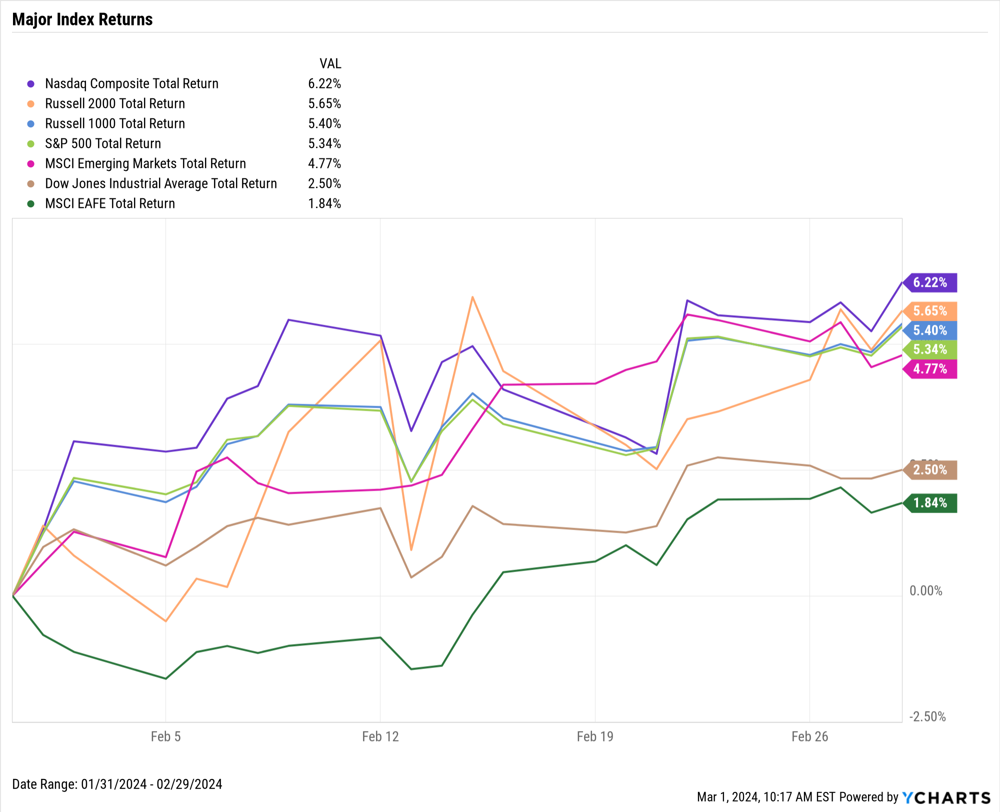 Major Index Returns
VAL
Nasdaq Composite Total Return 6.22%
Russell 2000 Total Return 5.65%
Russell 1000 Total Return 5.40%
S&P 500 Total Return 5.34%
MSCI Emerging Markets Total Return 4.77%
Dow Jones Industrial Average Total Return 2.50%
MSCI EAFE Total Return 1.84%
6.22%
5.65%
5.40%
5.34%
4.77%
2.50%
1.84%
0.00%
-2.50%
Feb 5 Feb 12 Feb 19 Feb 26
Date Range: 01/31/2024 - 02/29/2024
Mar 1, 2024, 10:17 AM EST Powered by YCHARTS